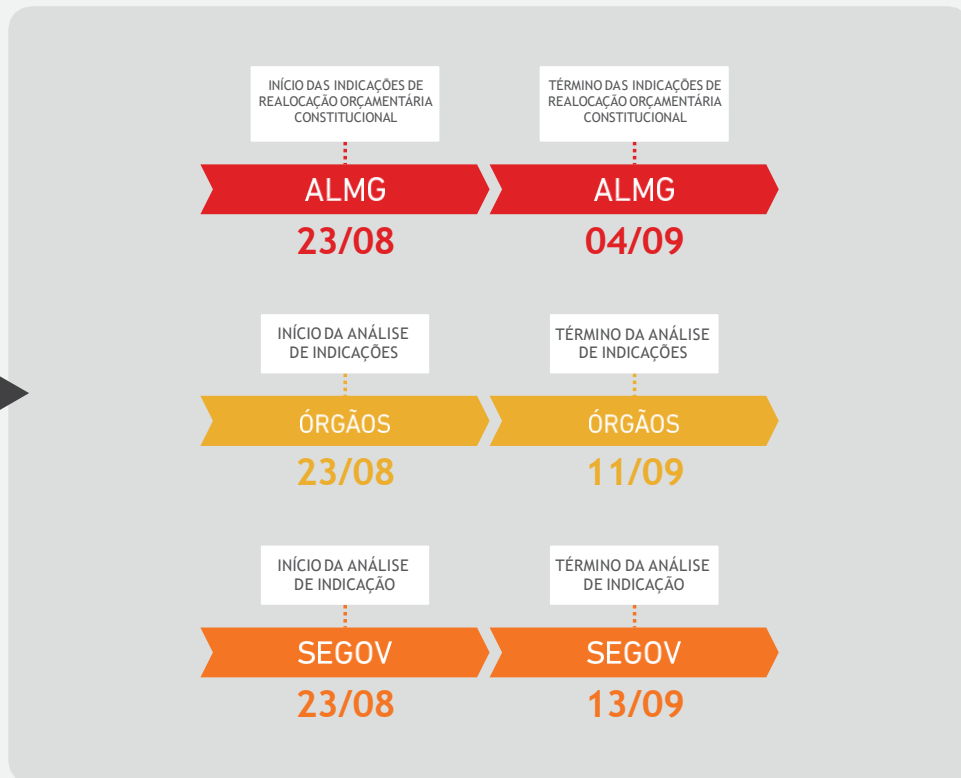 INÍCIO DAS INDICAÇÕES DE
REALOCAÇÃO ORÇAMENTÁRIA
CONSTITUCIONAL
TÉRMINO DAS INDICAÇÕES DE
REALOCAÇÃO ORÇAMENTÁRIA
CONSTITUCIONAL
ALMG
ALMG
23/08
04/09
INÍCIO DA ANÁLISE
DE INDICAÇÕES
TÉRMINO DA ANÁLISE
DE INDICAÇÕES
ÓRGÃOS
ÓRGÃOS
23/08
11/09
INÍCIO DA ANÁLISE
DE INDICAÇÃO
TÉRMINO DA ANÁLISE
DE INDICAÇÃO
SEGOV
SEGOV
23/08
13/09